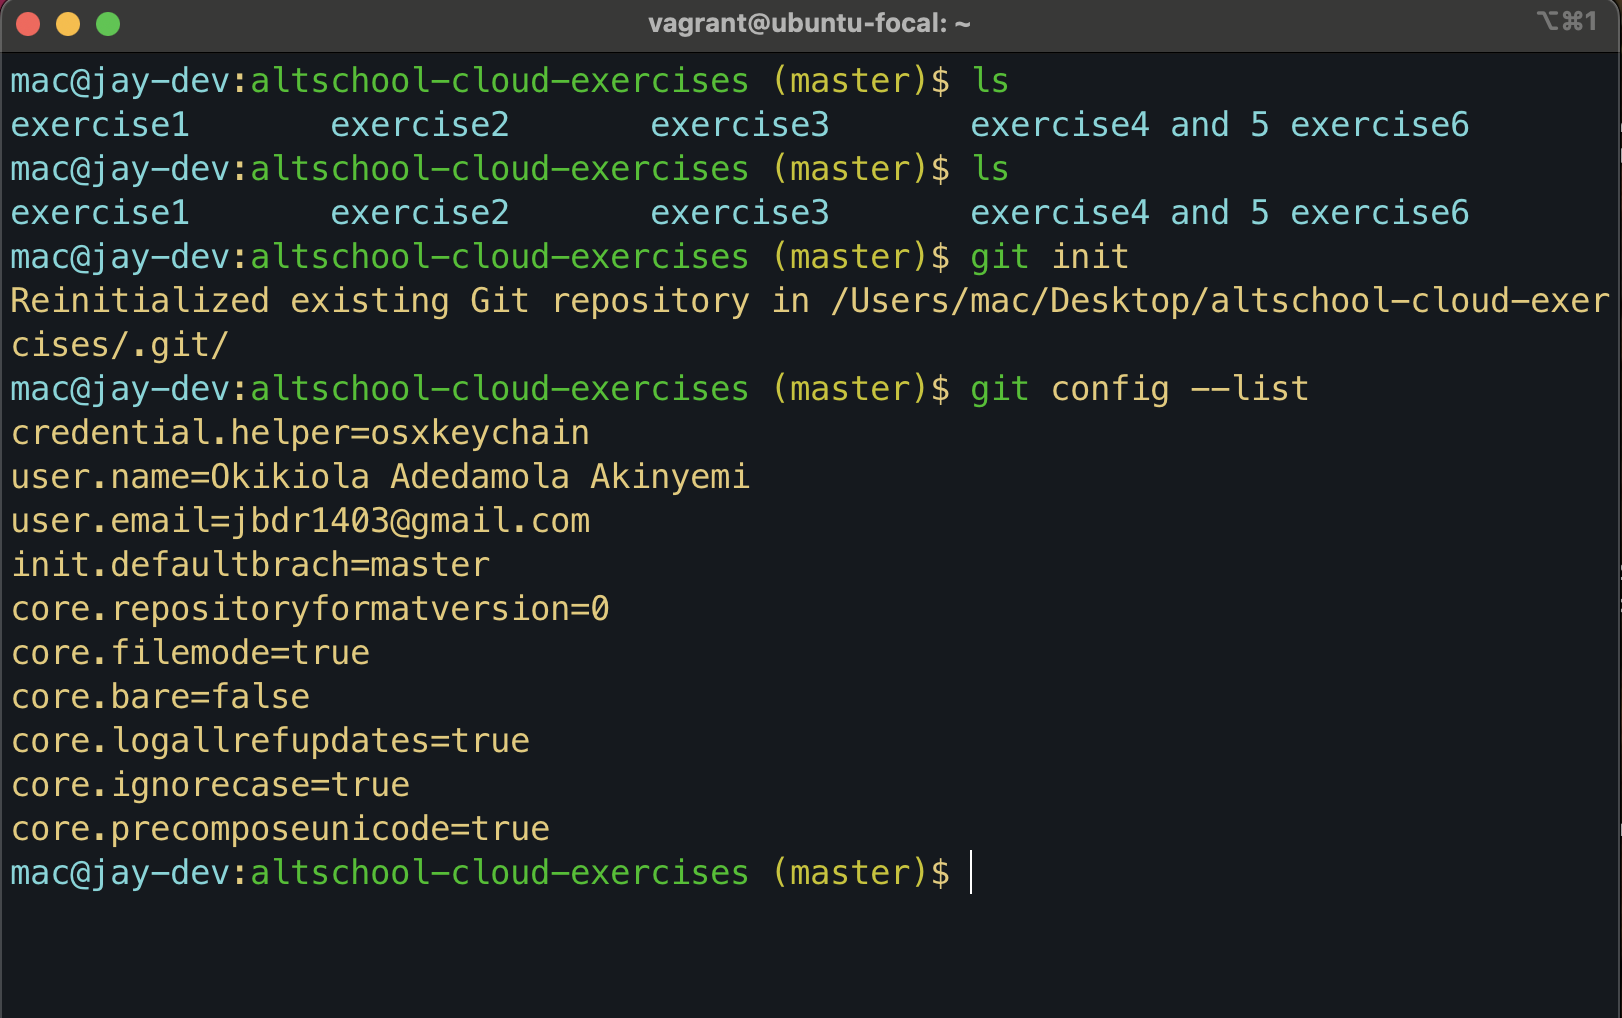 vagrant@ubuntu-focal: ~
⌥⌘1
mac@jay-dev:altschool-cloud-exercises (master)$ ls
exercise1       exercise2       exercise3       exercise4 and 5 exercise6
mac@jay-dev:altschool-cloud-exercises (master)$ ls
exercise1       exercise2       exercise3       exercise4 and 5 exercise6
mac@jay-dev:altschool-cloud-exercises (master)$ git init
Reinitialized existing Git repository in /Users/mac/Desktop/altschool-cloud-exer
cises/.git/
mac@jay-dev:altschool-cloud-exercises (master)$ git config --list
credential.helper=osxkeychain
user.name=Okikiola Adedamola Akinyemi
user.email=jbdr1403@gmail.com
init.defaultbrach=master
core.repositoryformatversion=0
core.filemode=true
core.bare=false
core.logallrefupdates=true
core.ignorecase=true
core.precomposeunicode=true
mac@jay-dev:altschool-cloud-exercises (master)$